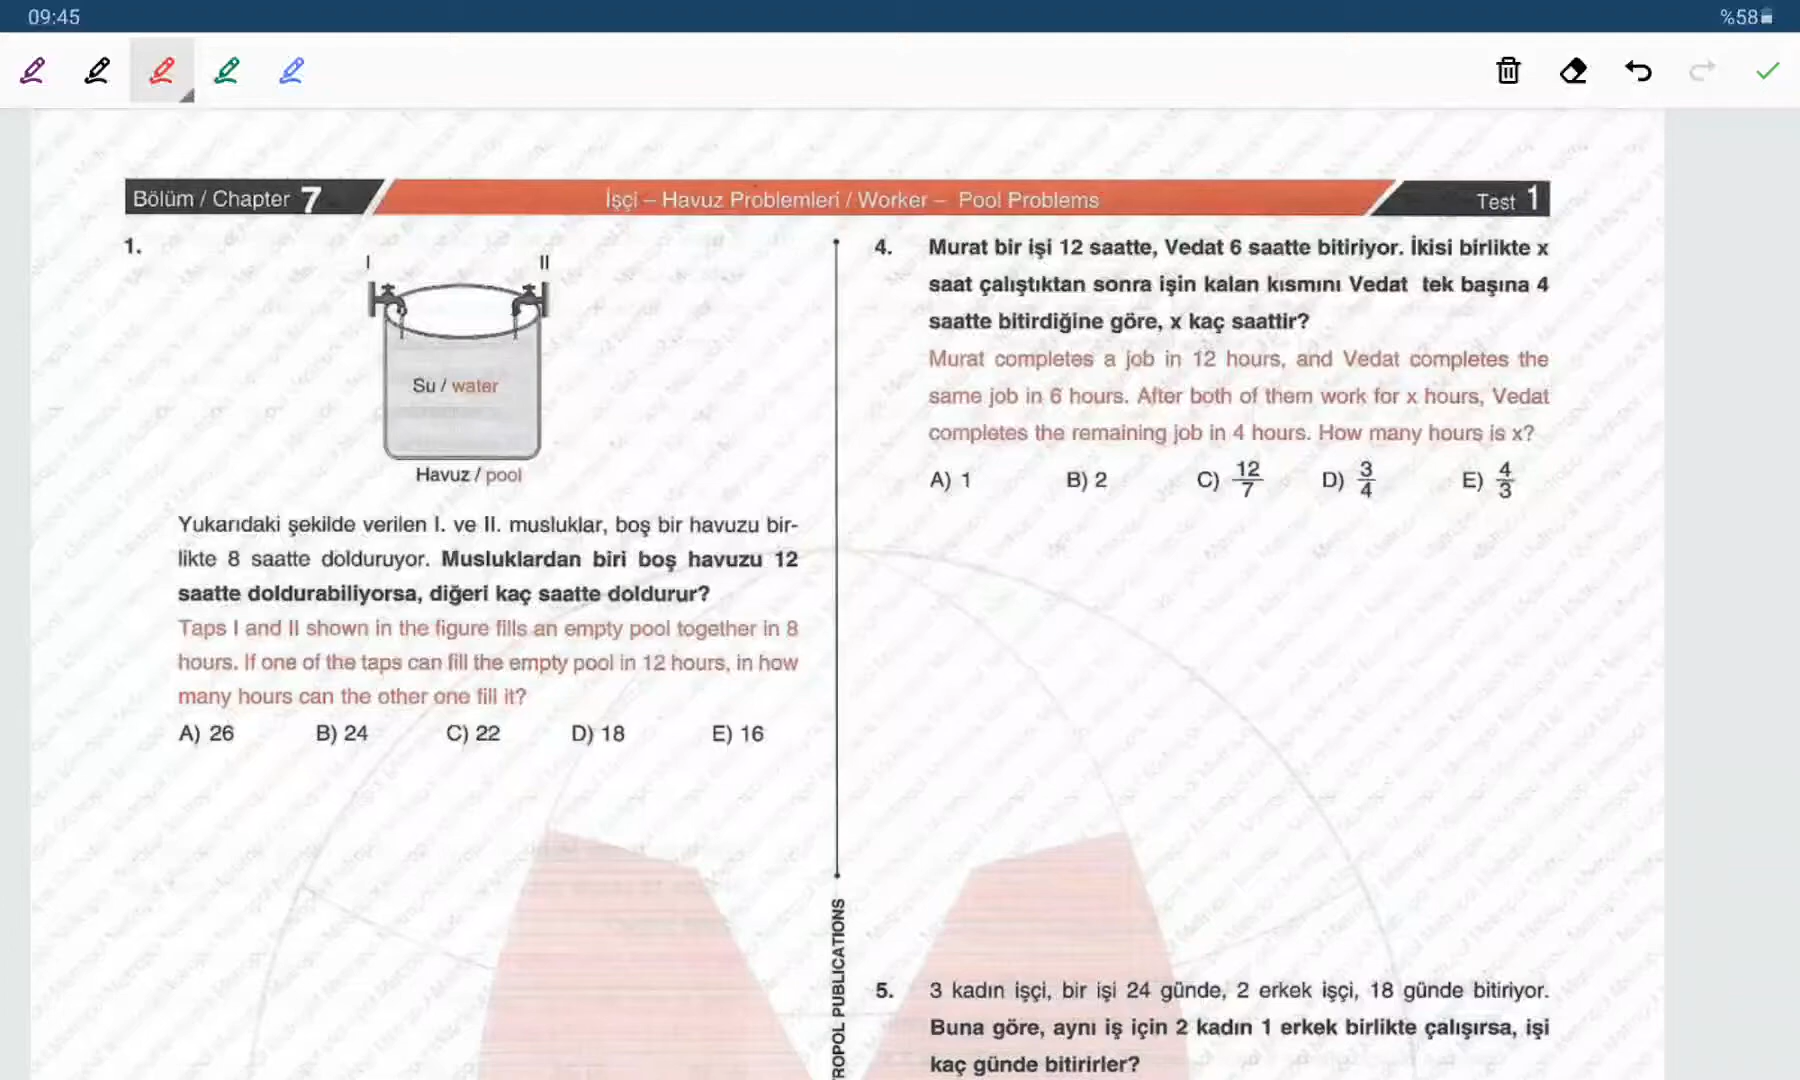 09:45
%58
Bölüm / Chapter 7
İşçi – Havuz Problemleri / Worker – Pool Problems
Test 1
1.
I
II
Su / water
Havuz / pool
Yukarıdaki şekilde verilen I. ve II. musluklar, boş bir havuzu bir-
likte 8 saatte dolduruyor. Musluklardan biri boş havuzu 12
saatte doldurabiliyorsa, diğeri kaç saatte doldurur?
Taps I and II shown in the figure fills an empty pool together in 8
hours. If one of the taps can fill the empty pool in 12 hours, in how
many hours can the other one fill it?
A) 26 B) 24 C) 22 D) 18 E) 16
ROPOL PUBLICATIONS
4. Murat bir işi 12 saatte, Vedat 6 saatte bitiriyor. İkisi birlikte x
saat çalıştıktan sonra işin kalan kısmını Vedat tek başına 4
saatte bitirdiğine göre, x kaç saattir?
Murat completes a job in 12 hours, and Vedat completes the
same job in 6 hours. After both of them work for x hours, Vedat
completes the remaining job in 4 hours. How many hours is x?
A) 1 B) 2 C) 12/7 D) 3/4 E) 4/3
5. 3 kadın işçi, bir işi 24 günde, 2 erkek işçi, 18 günde bitiriyor.
Buna göre, aynı iş için 2 kadın 1 erkek birlikte çalışırsa, işi
kaç günde bitirirler?